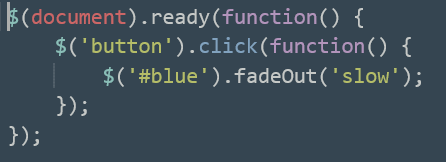 $(document).ready(function() {
    $('button').click(function() {
        $('#blue').fadeOut('slow');
    });
});